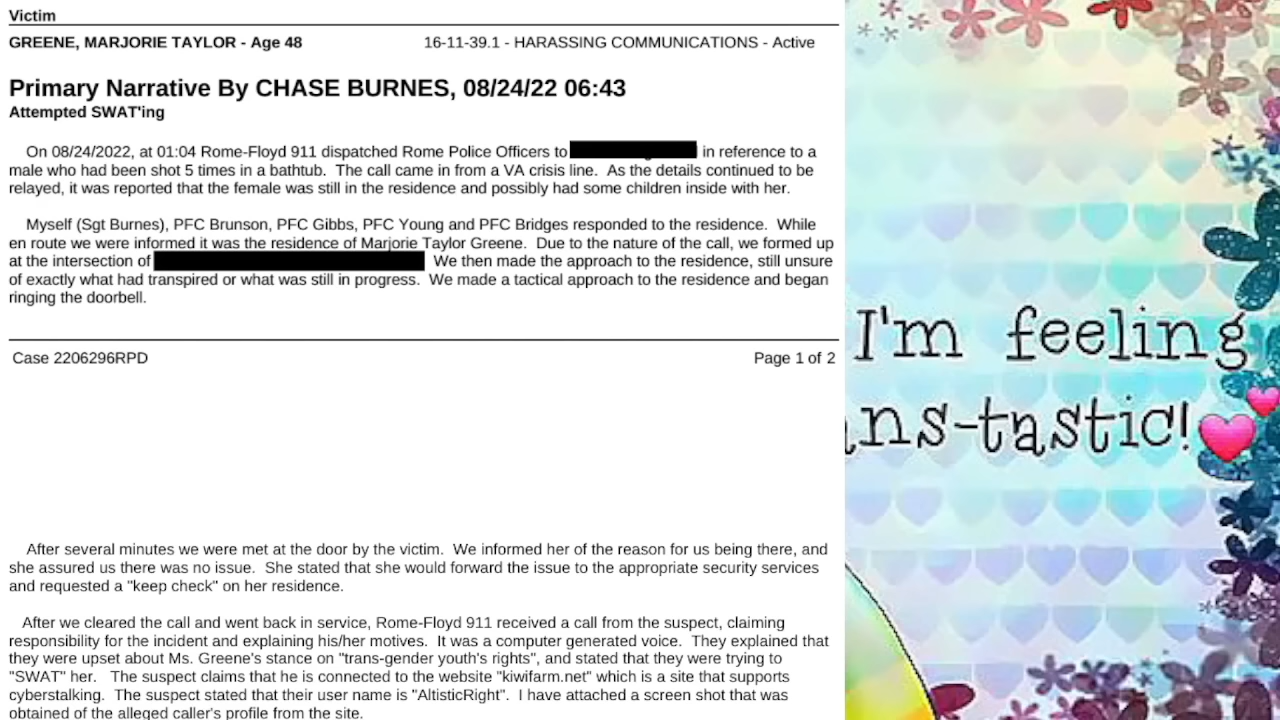 Victim
GREENE, MARJORIE TAYLOR - Age 48 16-11-39.1 - HARASSING COMMUNICATIONS - Active
Primary Narrative By CHASE BURNES, 08/24/22 06:43
Attempted SWAT'ing
On 08/24/2022, at 01:04 Rome-Floyd 911 dispatched Rome Police Officers to in reference to a
male who had been shot 5 times in a bathtub. The call came in from a VA crisis line. As the details continued to be
relayed, it was reported that the female was still in the residence and possibly had some children inside with her.
Myself (Sgt Burnes), PFC Brunson, PFC Gibbs, PFC Young and PFC Bridges responded to the residence. While
en route we were informed it was the residence of Marjorie Taylor Greene. Due to the nature of the call, we formed up
at the intersection of We then made the approach to the residence, still unsure
of exactly what had transpired or what was still in progress. We made a tactical approach to the residence and began
ringing the doorbell.
Case 2206296RPD Page 1 of 2
After several minutes we were met at the door by the victim. We informed her of the reason for us being there, and
she assured us there was no issue. She stated that she would forward the issue to the appropriate security services
and requested a "keep check" on her residence.
After we cleared the call and went back in service, Rome-Floyd 911 received a call from the suspect, claiming
responsibility for the incident and explaining his/her motives. It was a computer generated voice. They explained that
they were upset about Ms. Greene's stance on "trans-gender youth's rights", and stated that they were trying to
"SWAT" her. The suspect claims that he is connected to the website "kiwifarm.net" which is a site that supports
cyberstalking. The suspect stated that their user name is "AltisticRight". I have attached a screen shot that was
obtained of the alleged caller's profile from the site.
I'm feeling
ns-tastic!